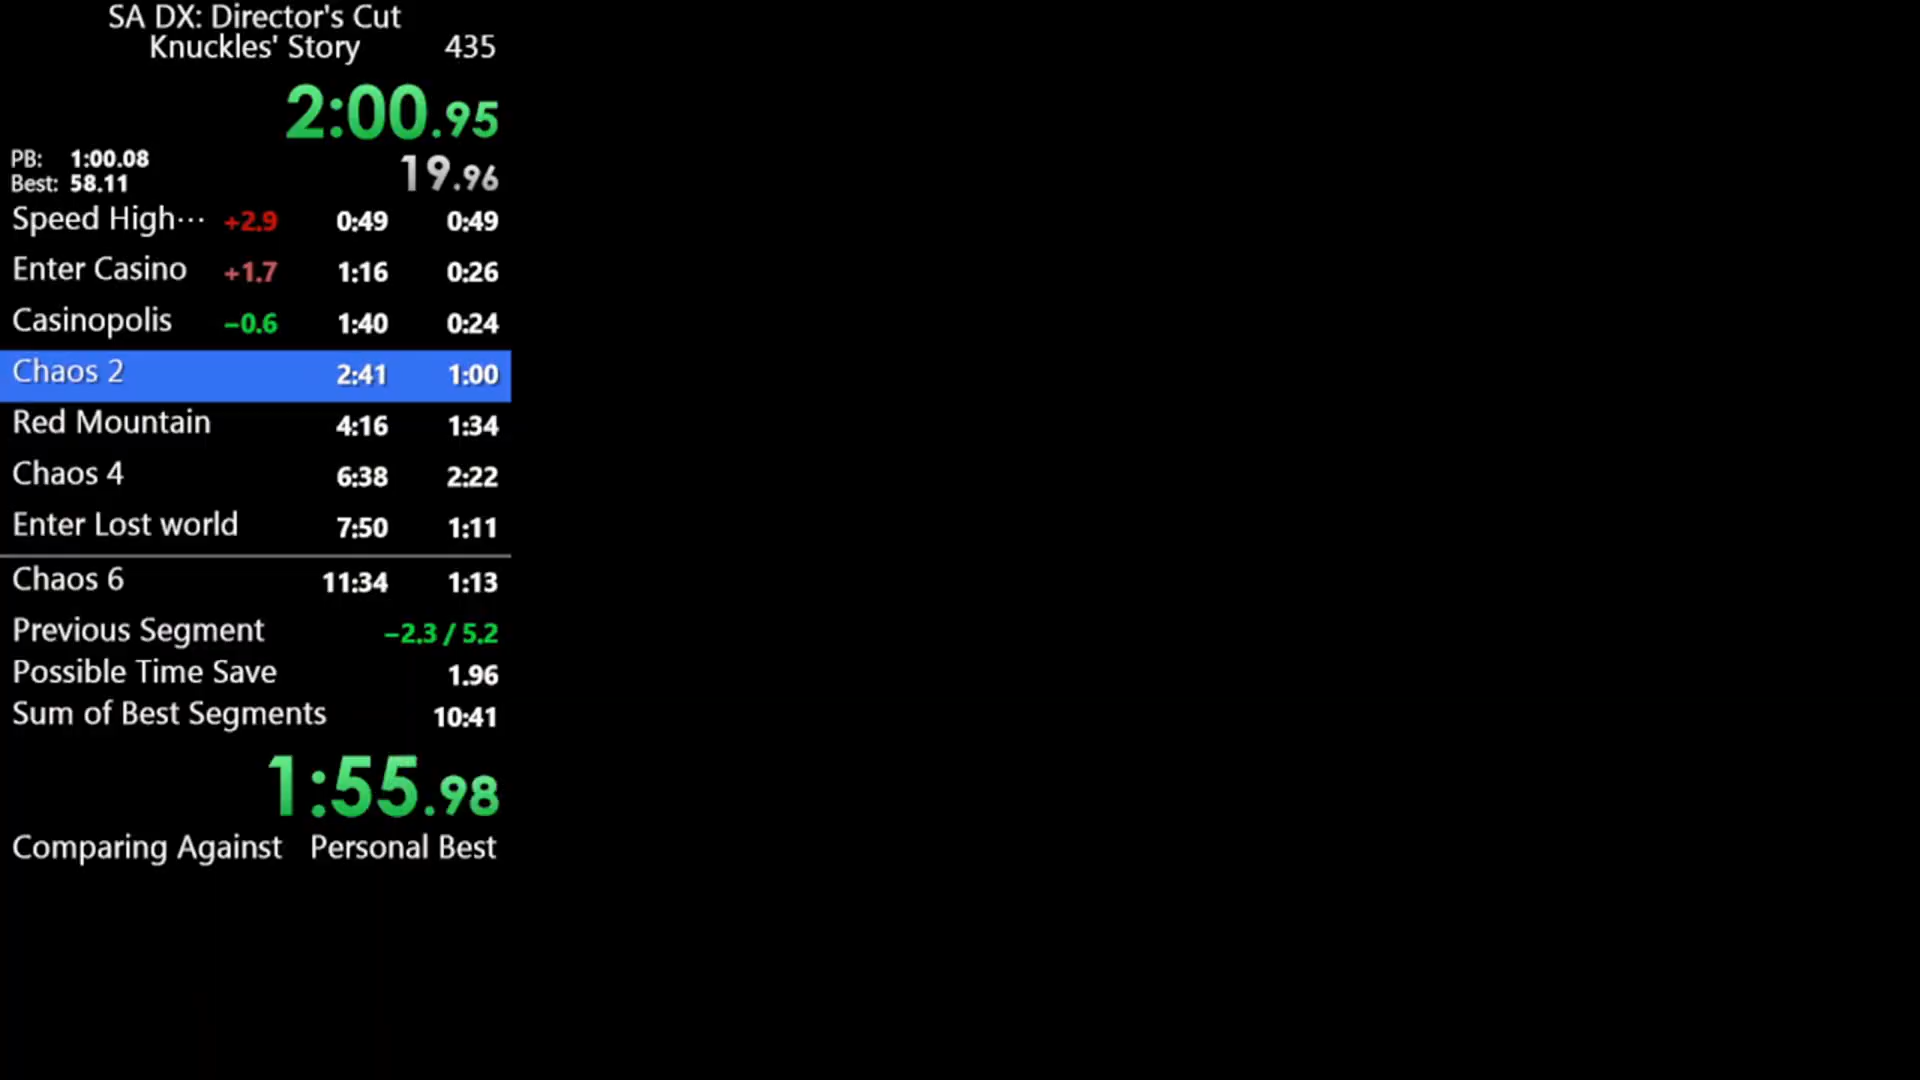 SA DX: Director's Cut
Knuckles' Story 435
2:00.95
PB: 1:00.08
19.96
Best: 58.11
Speed High··· +2.9 0:49 0:49
Enter Casino +1.7 1:16 0:26
Casinopolis −0.6 1:40 0:24
Chaos 2 2:41 1:00
Red Mountain 4:16 1:34
Chaos 4 6:38 2:22
Enter Lost world 7:50 1:11
Chaos 6 11:34 1:13
Previous Segment −2.3 / 5.2
Possible Time Save 1.96
Sum of Best Segments 10:41
1:55.98
Comparing Against Personal Best